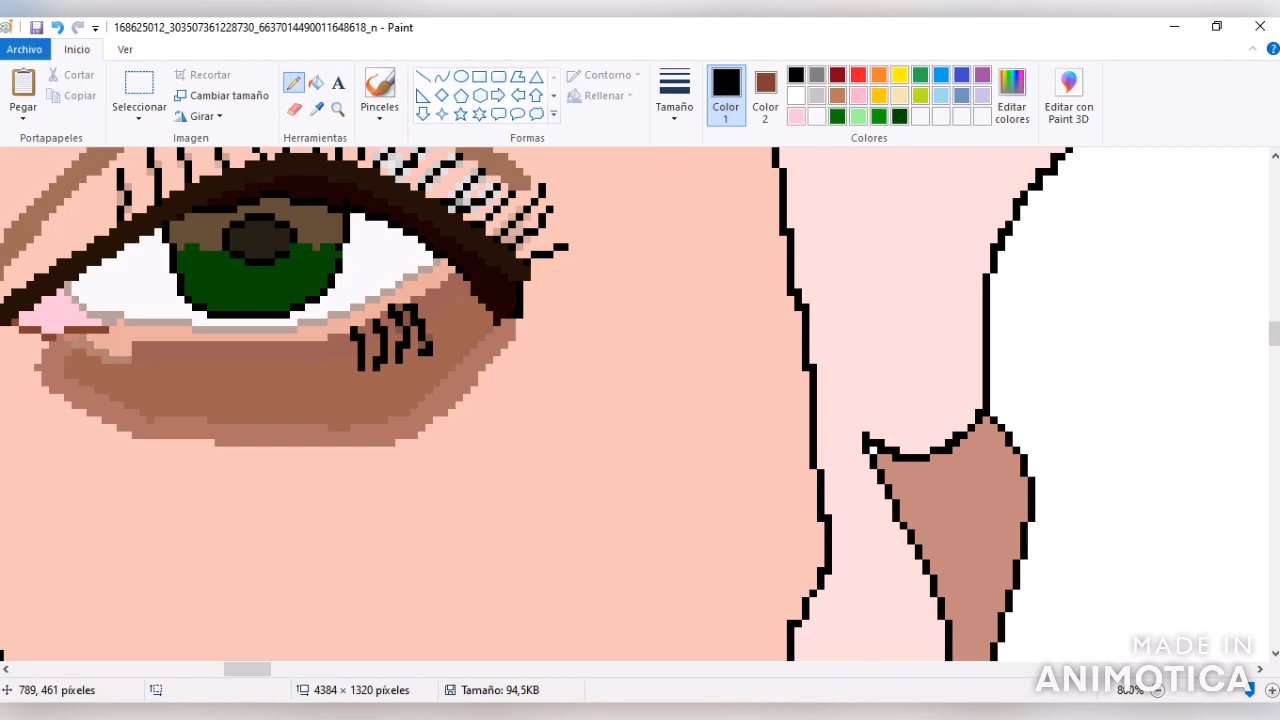 168625012_303507361228730_6637014490011648618_n - Paint
Archivo Inicio Ver
Pegar
Cortar
Copiar
Portapapeles
Seleccionar
Recortar
Cambiar tamaño
Girar
Imagen
A
Herramientas
Pinceles
Formas
Contorno
Rellenar
Tamaño
Color 1
Color 2
Editar colores
Colores
Editar con Paint 3D
MADE IN
ANIMOTICA
789, 461 píxeles
4384 × 1320 píxeles
Tamaño: 94,5KB
800%